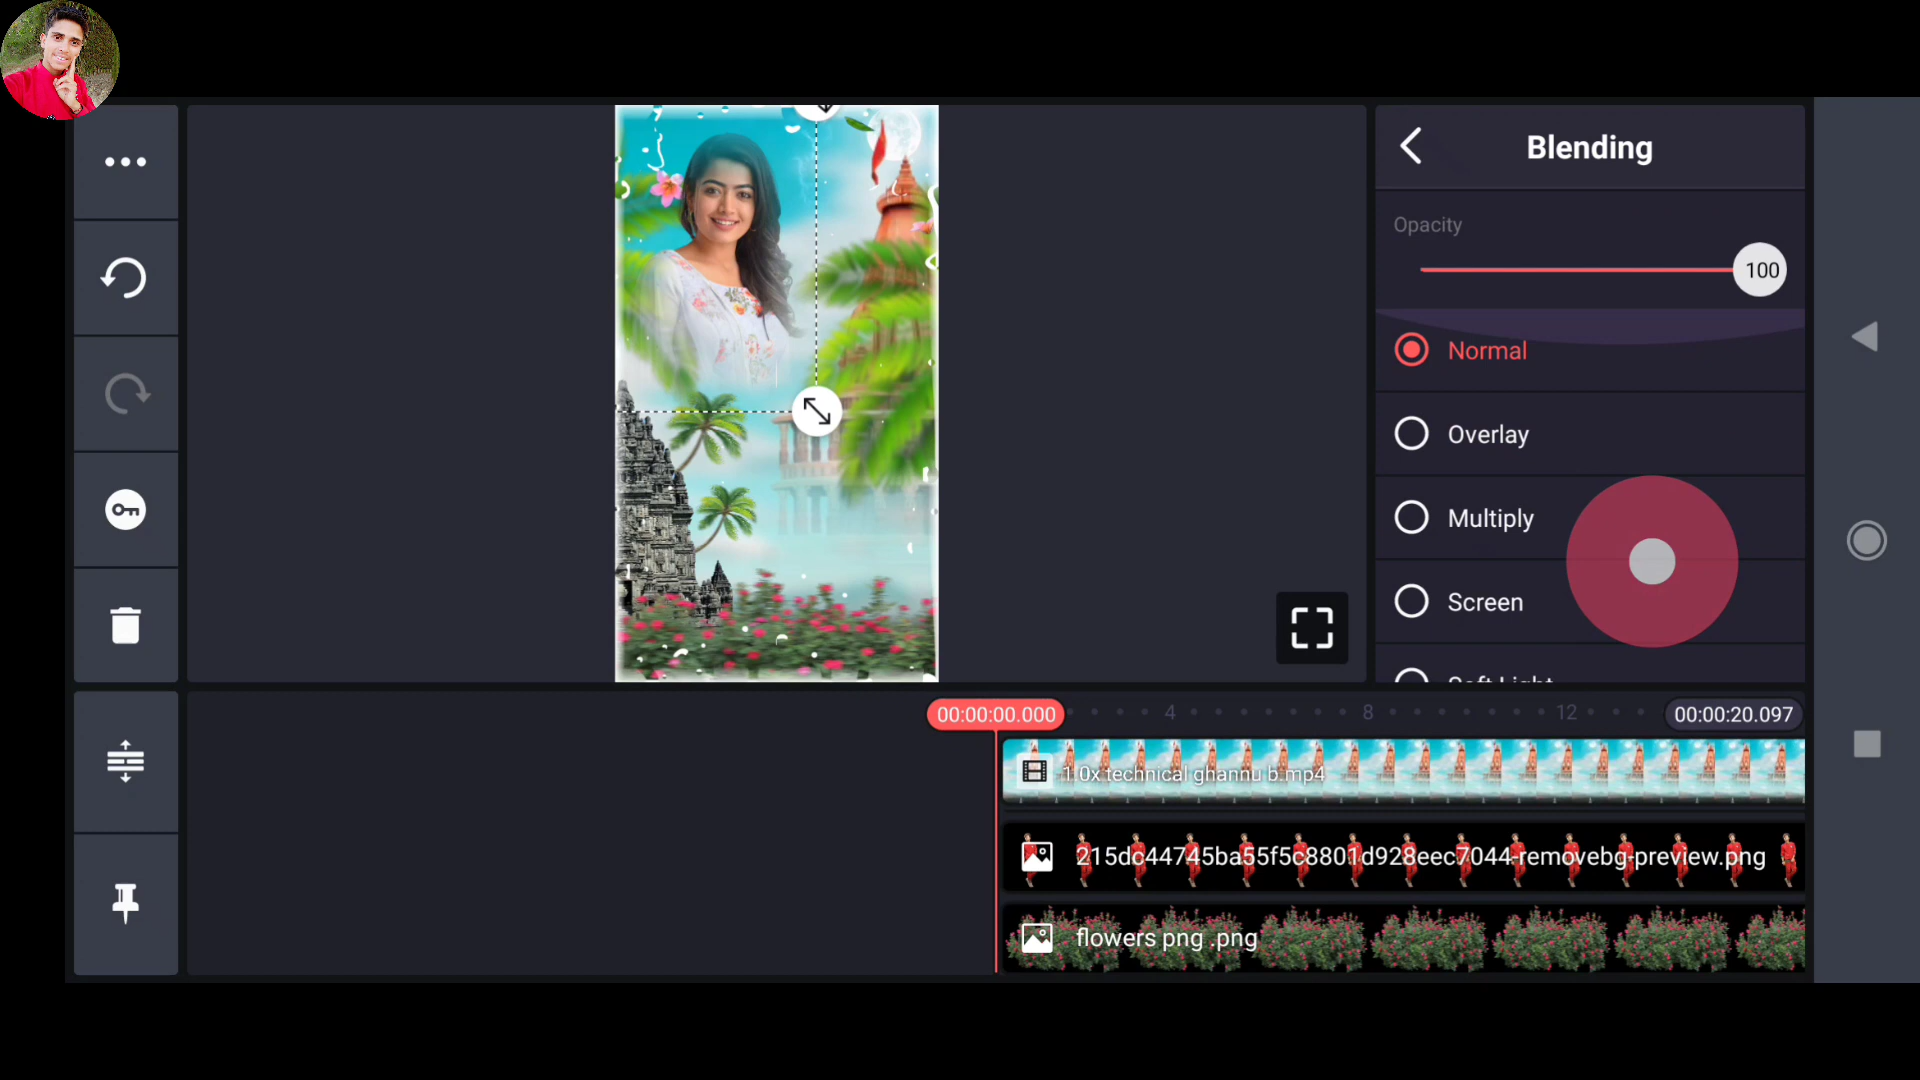 Blending
Opacity
100
Normal
Overlay
Multiply
Screen
Soft Light
00:00:00.000
4
8
12
00:00:20.097
1.0x technical ghannu b.mp4
215dc44745ba55f5c8801d928eec7044-removebg-preview.png
flowers png .png